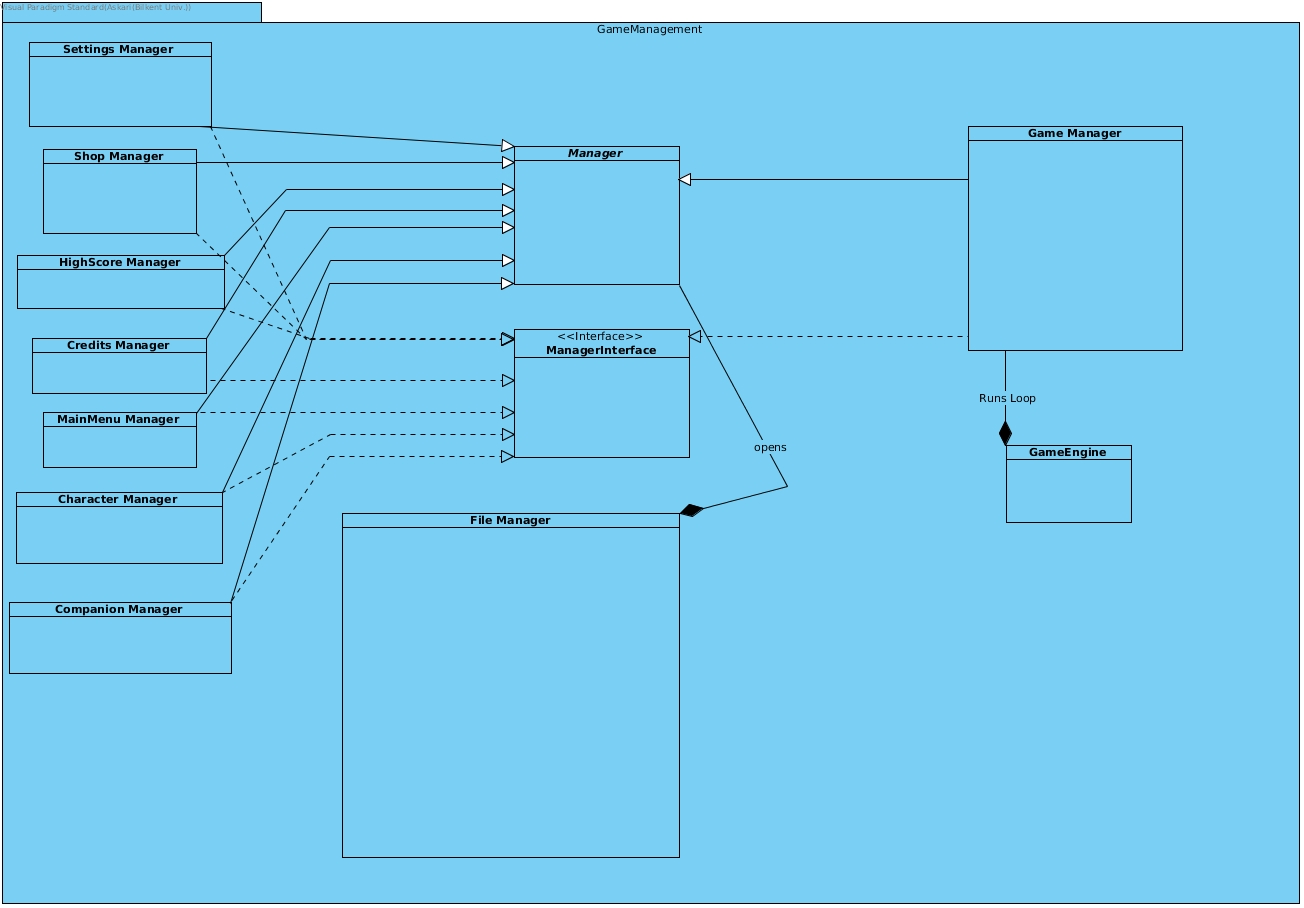 Visual Paradigm Standard(Askari(Bilkent Univ.))
GameManagement
Settings Manager
Shop Manager
HighScore Manager
Credits Manager
MainMenu Manager
Character Manager
Companion Manager
Manager
<<Interface>>
ManagerInterface
opens
File Manager
Game Manager
Runs Loop
GameEngine